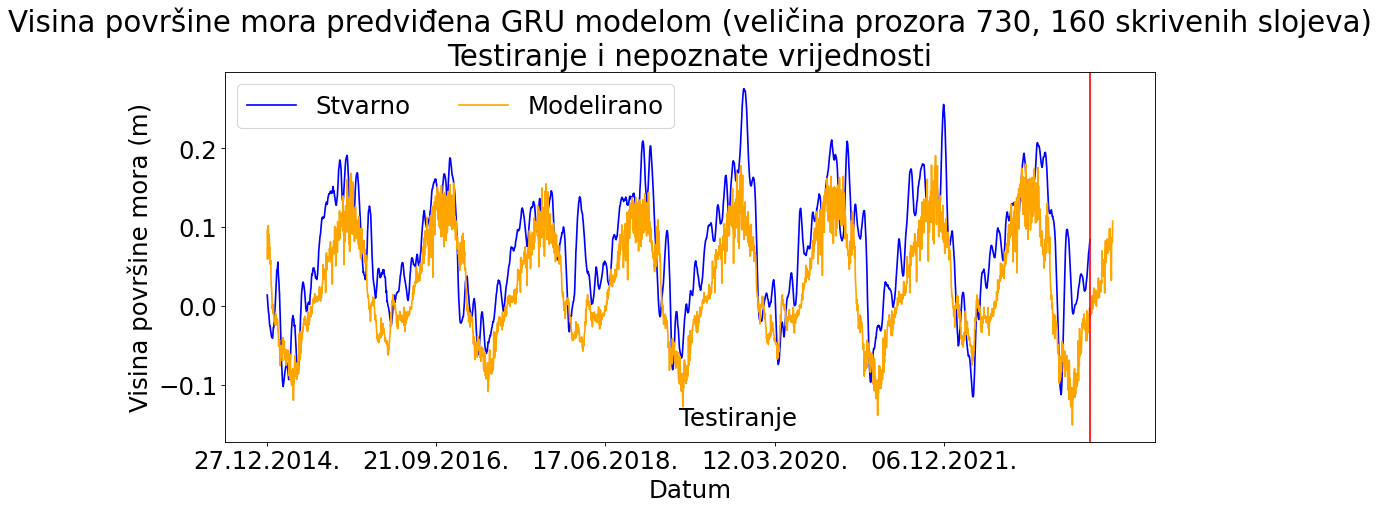 Visina površine mora predviđena GRU modelom (veličina prozora 730, 160 skrivenih slojeva)
Testiranje i nepoznate vrijednosti
Stvarno Modelirano
Visina površine mora (m)
0.2
0.1
0.0
−0.1
Testiranje
27.12.2014. 21.09.2016. 17.06.2018. 12.03.2020. 06.12.2021.
Datum